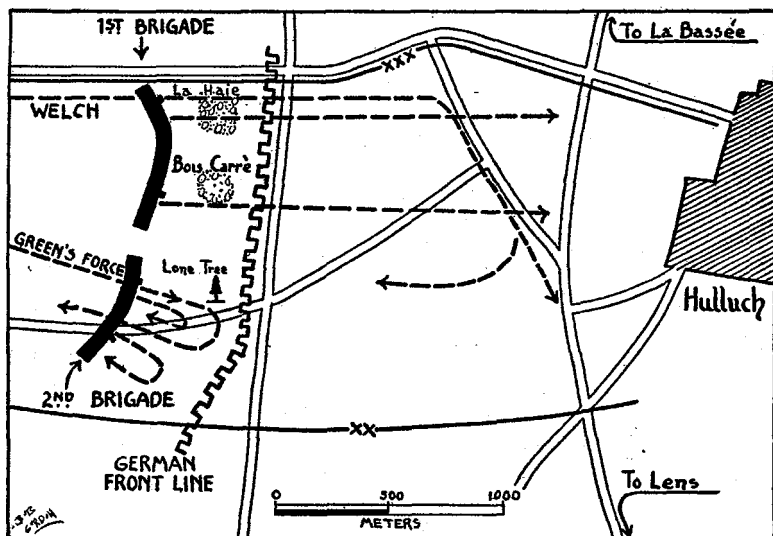 1ST BRIGADE
To La Bassée
xxx
La Haie
WELCH
Bois Carrè
GREEN'S FORCE
Lone Tree
Hulluch
2ND BRIGADE
xx
GERMAN
FRONT LINE
To Lens
0 500 1000
METERS